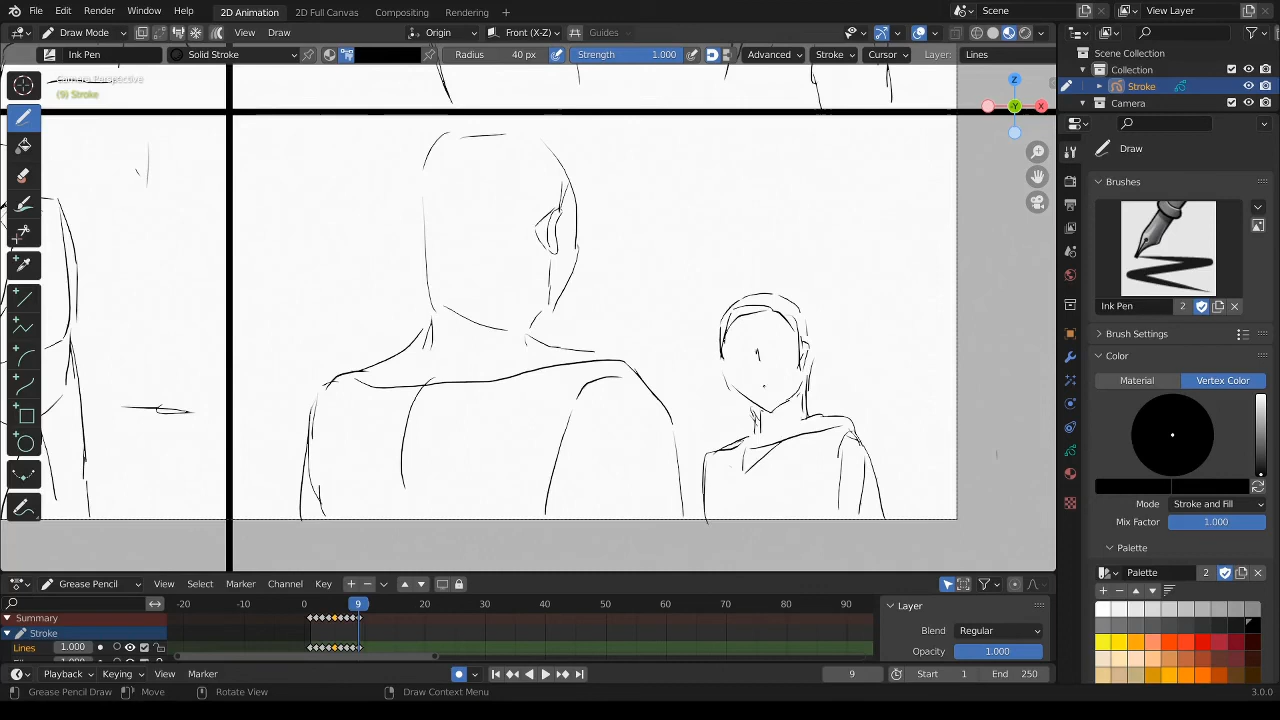 File Edit Render Window Help 2D Animation 2D Full Canvas Compositing Rendering + Scene View Layer
Draw Mode View Draw Origin Front (X-Z) Guides
Ink Pen Solid Stroke Radius 40 px Strength 1.000 Advanced Stroke Cursor Layer: Lines
Camera Perspective
(9) Stroke
Z
Y
X
Scene Collection
Collection
Stroke
Camera
Draw
Brushes
Ink Pen 2
Brush Settings
Color
Material Vertex Color
Mode Stroke and Fill
Mix Factor 1.000
Palette
Palette 2
Grease Pencil View Select Marker Channel Key
-20 -10 0 9 20 30 40 50 60 70 80 90
Summary
Stroke
Lines 1.000
Layer
Blend Regular
Opacity 1.000
Playback Keying View Marker 9 Start 1 End 250
Grease Pencil Draw Move Rotate View Draw Context Menu 3.0.0